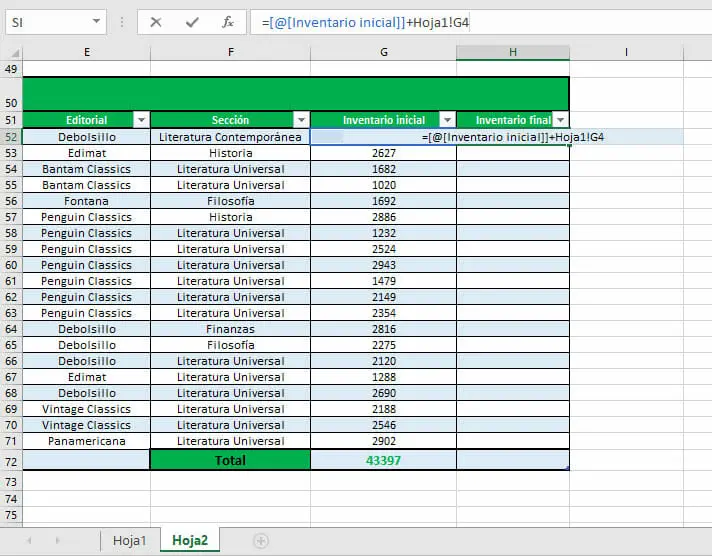 SI fx =[@[Inventario inicial]]+Hoja1!G4
E F G H I
49
50
51 Editorial Sección Inventario inicial Inventario final
52 Debolsillo Literatura Contemporánea =[@[Inventario inicial]]+Hoja1!G4
53 Edimat Historia 2627
54 Bantam Classics Literatura Universal 1682
55 Bantam Classics Literatura Universal 1020
56 Fontana Filosofía 1692
57 Penguin Classics Historia 2886
58 Penguin Classics Literatura Universal 1232
59 Penguin Classics Literatura Universal 2524
60 Penguin Classics Literatura Universal 2943
61 Penguin Classics Literatura Universal 1479
62 Penguin Classics Literatura Universal 2149
63 Penguin Classics Literatura Universal 2354
64 Debolsillo Finanzas 2816
65 Debolsillo Filosofía 2275
66 Debolsillo Literatura Universal 2120
67 Edimat Literatura Universal 1288
68 Debolsillo Literatura Universal 2690
69 Vintage Classics Literatura Universal 2188
70 Vintage Classics Literatura Universal 2546
71 Panamericana Literatura Universal 2902
72 Total 43397
73
74
75
Hoja1 Hoja2